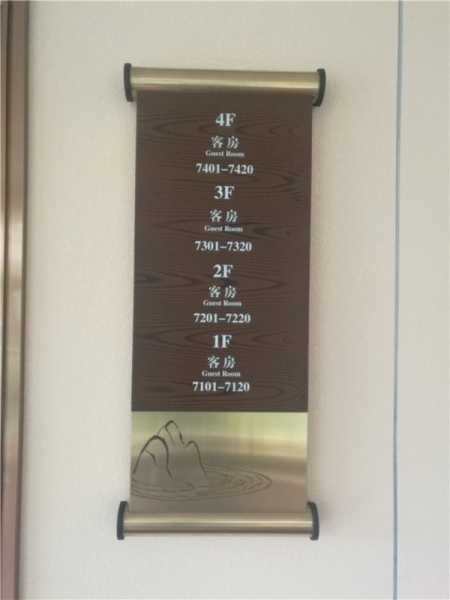 4F
客房
Guest Room
7401-7420
3F
客房
Guest Room
7301-7320
2F
客房
Guest Room
7201-7220
1F
客房
Guest Room
7101-7120